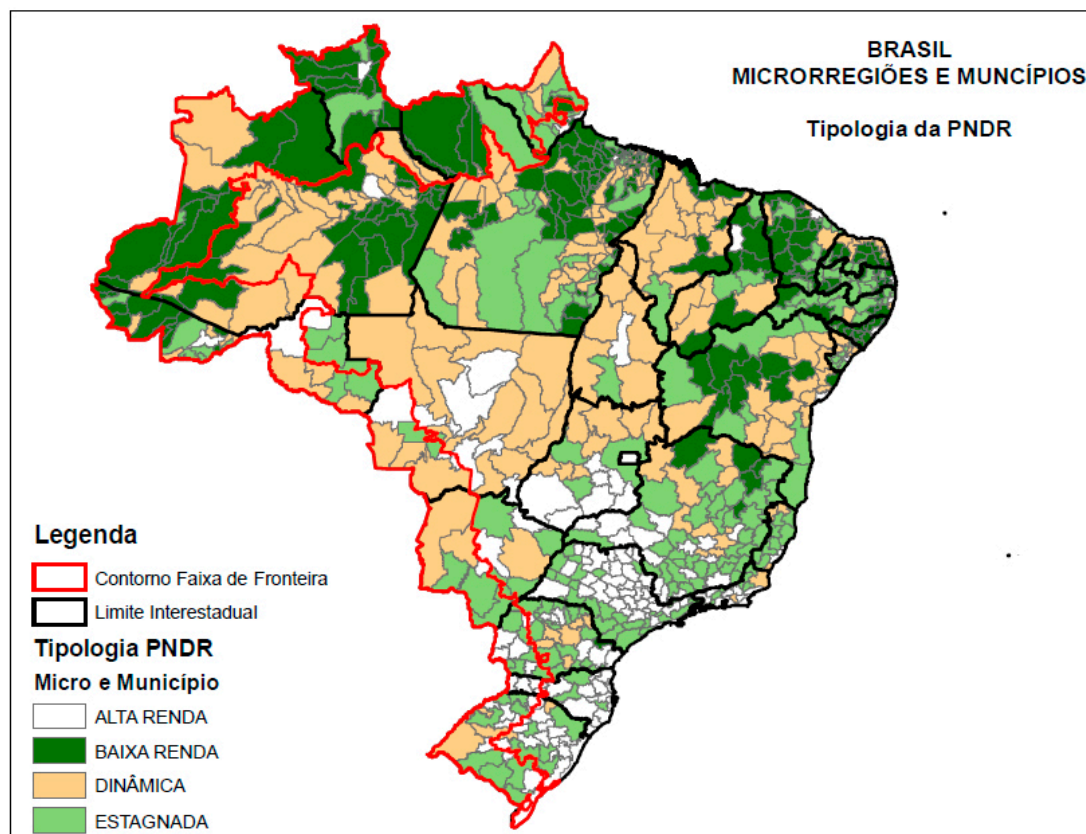 BRASIL
MICRORREGIÕES E MUNCÍPIOS
Tipologia da PNDR
Legenda
Contorno Faixa de Fronteira
Limite Interestadual
Tipologia PNDR
Micro e Município
ALTA RENDA
BAIXA RENDA
DINÂMICA
ESTAGNADA